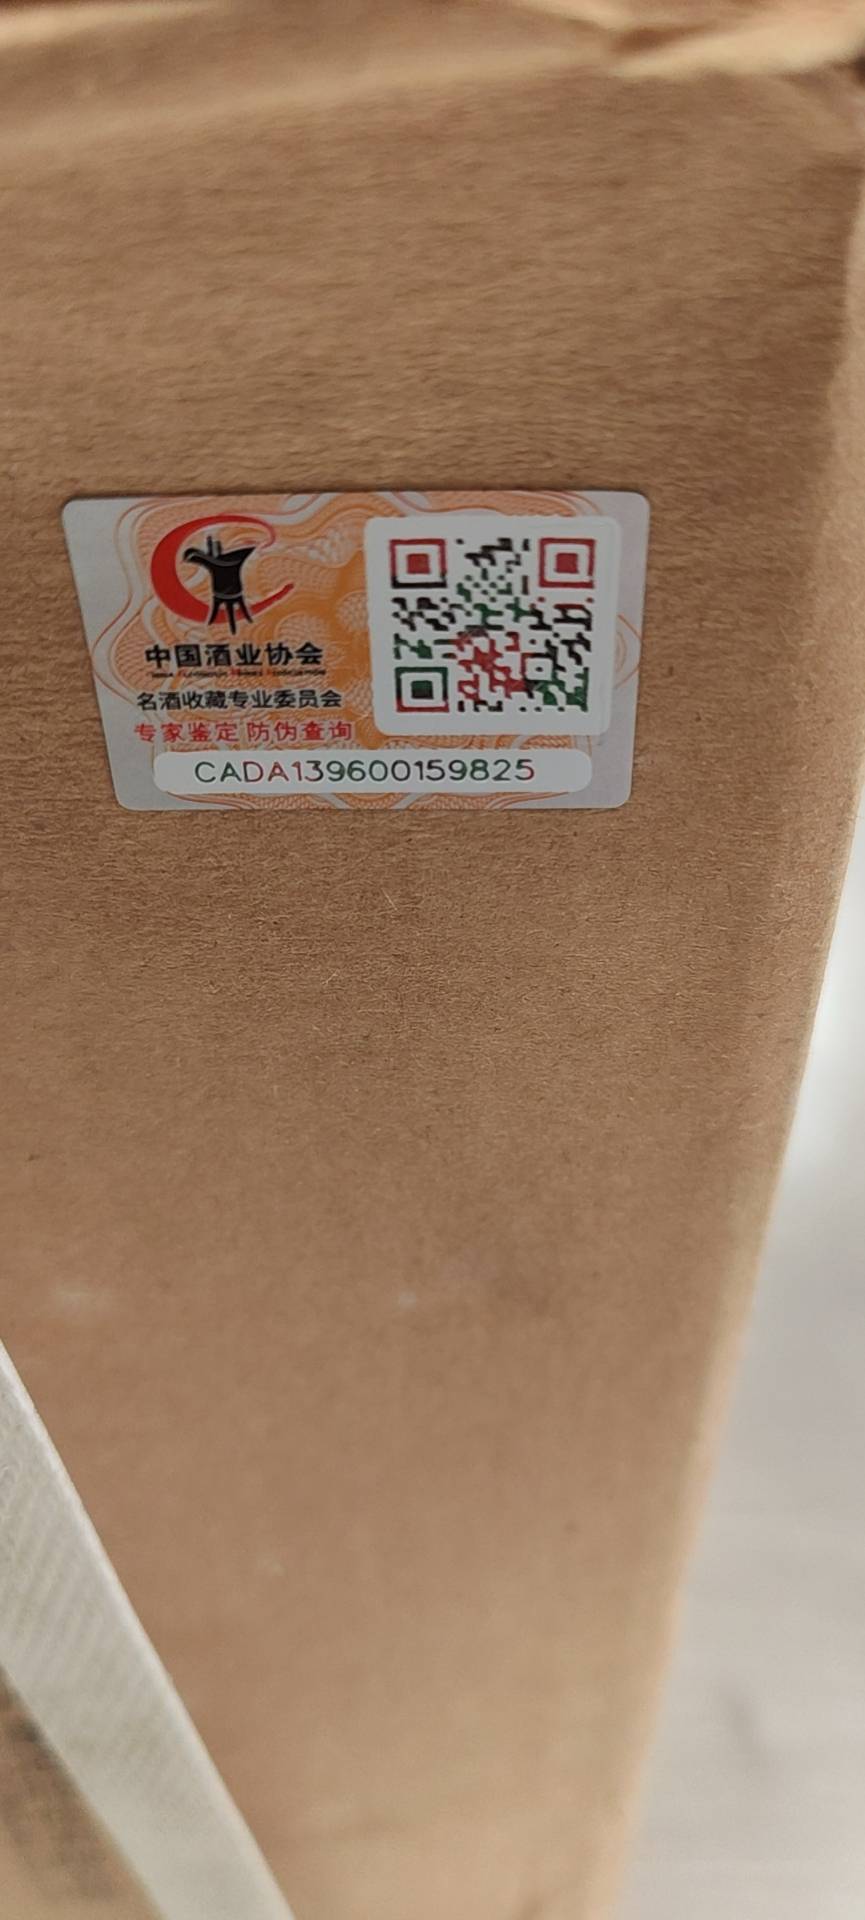 中国酒业协会
名酒收藏专业委员会
专家鉴定 防伪查询
CADA139600159825